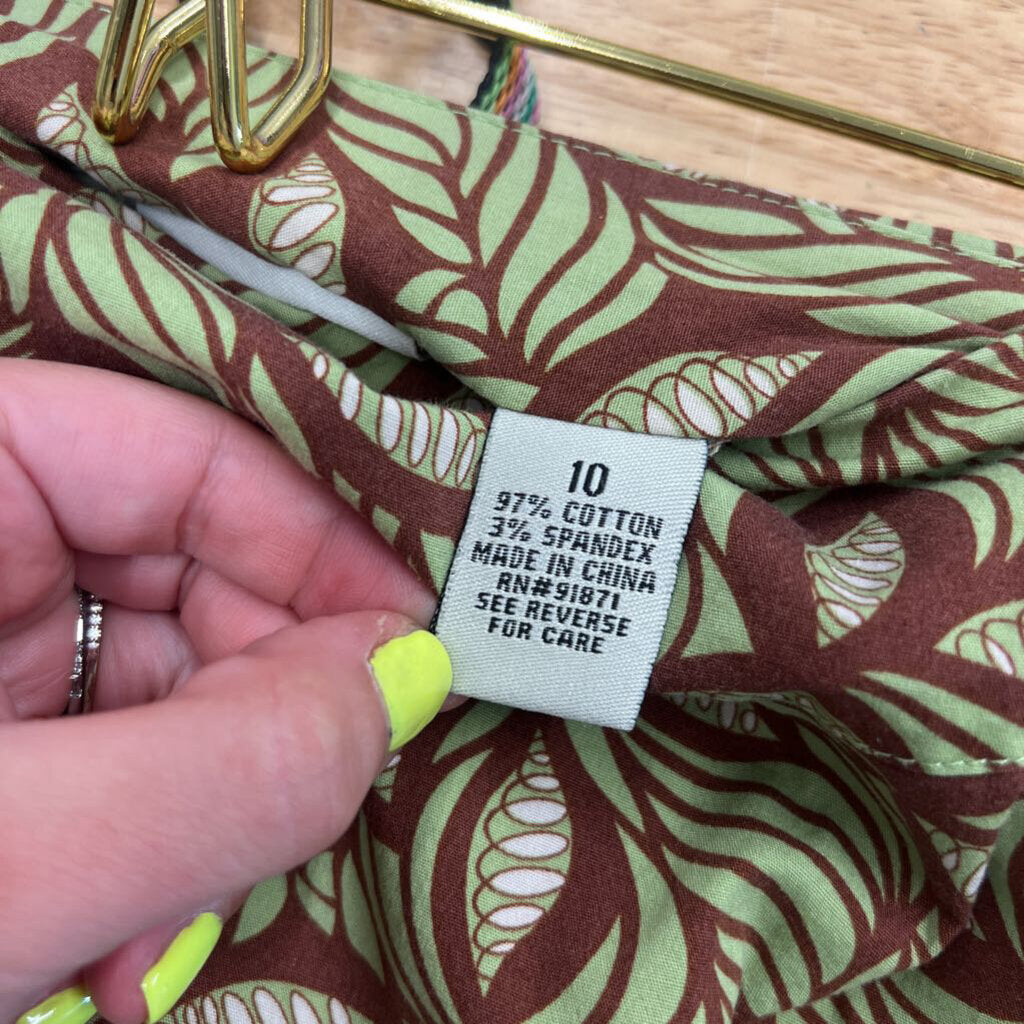 10
97% COTTON
3% SPANDEX
MADE IN CHINA
RN#91871
SEE REVERSE
FOR CARE